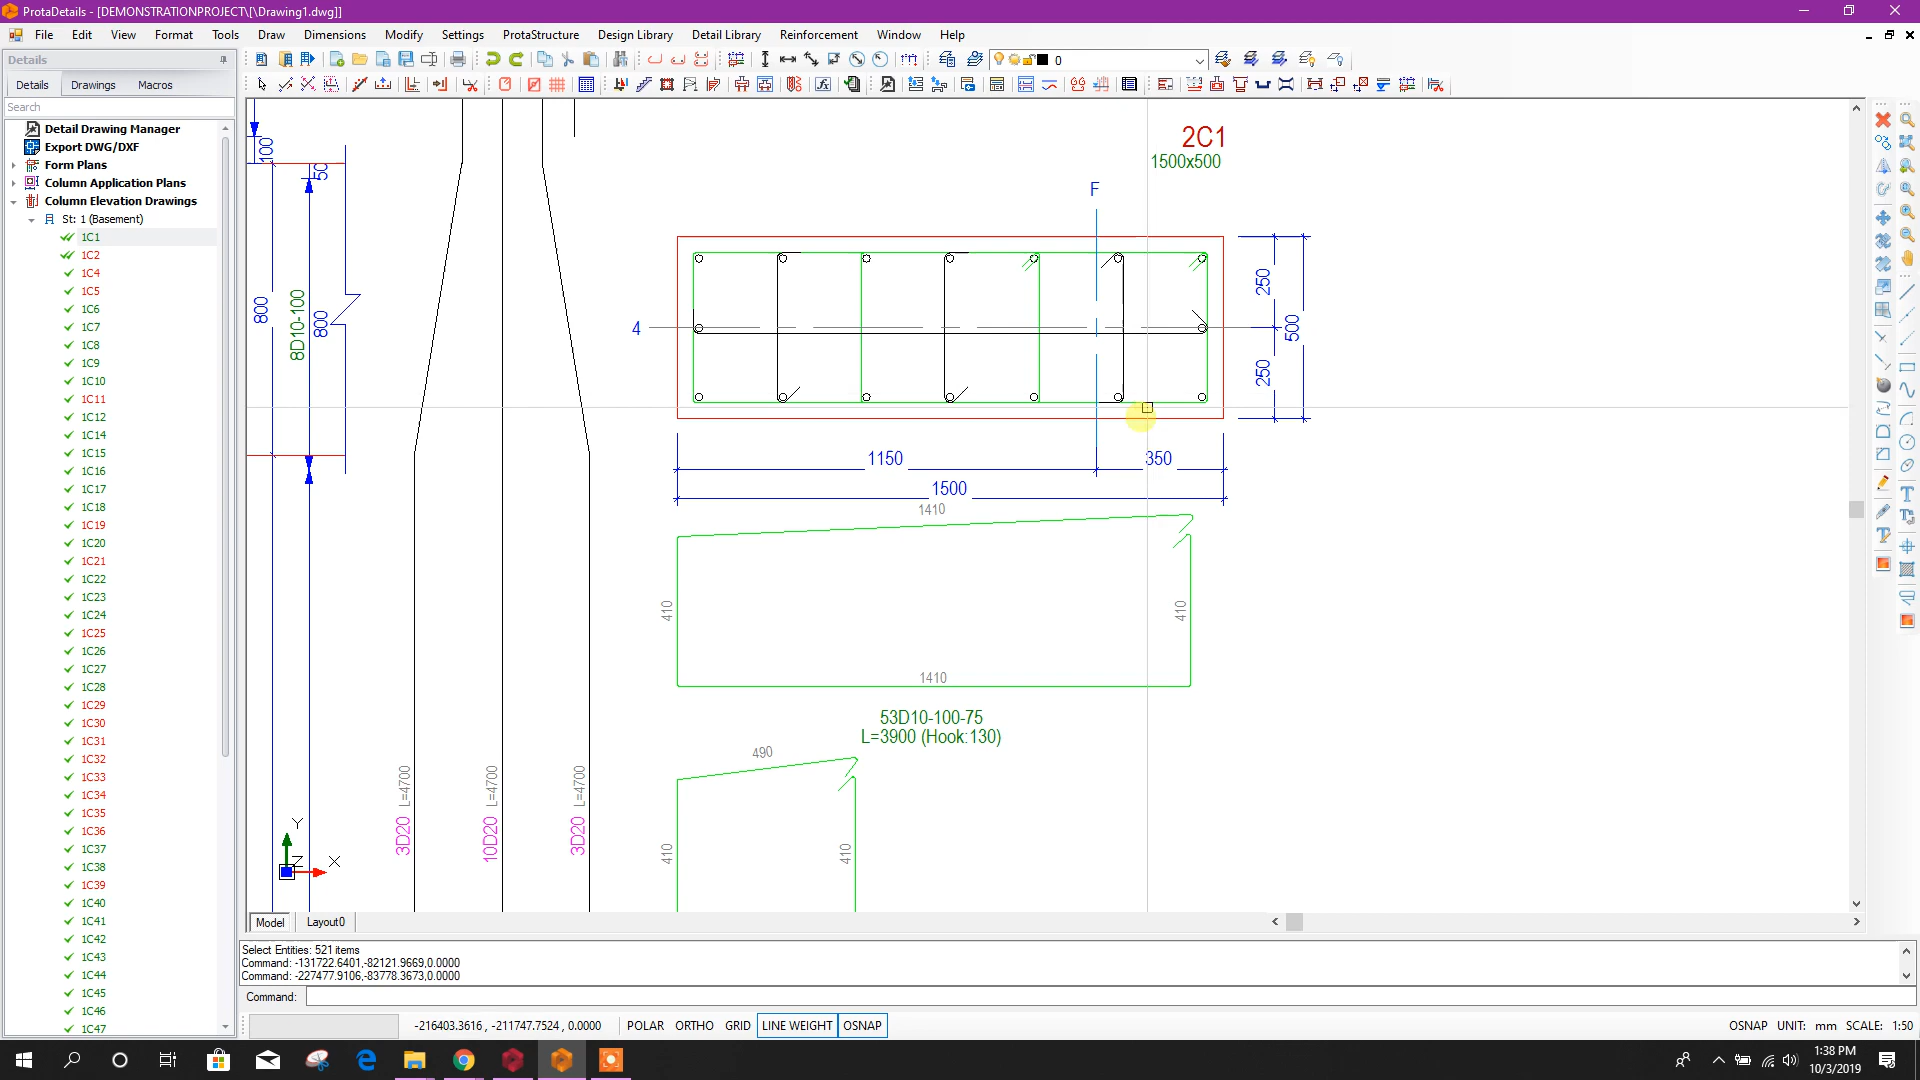 ProtaDetails - [DEMONSTRATIONPROJECT\[\Drawing1.dwg]]
File Edit View Format Tools Draw Dimensions Modify Settings ProtaStructure Design Library Detail Library Reinforcement Window Help
Details
0
Details Drawings Macros
Search
Detail Drawing Manager
Export DWG/DXF
Form Plans
Column Application Plans
Column Elevation Drawings
St: 1 (Basement)
1C1
1C2
1C4
1C5
1C6
1C7
1C8
1C9
1C10
1C11
1C12
1C14
1C15
1C16
1C17
1C18
1C19
1C20
1C21
1C22
1C23
1C24
1C25
1C26
1C27
1C28
1C29
1C30
1C31
1C32
1C33
1C34
1C35
1C36
1C37
1C38
1C39
1C40
1C41
1C42
1C43
1C44
1C45
1C46
1C47
100
50
800
8D10-100
800
2C1
1500x500
F
4
250
500
250
1150
350
1500
1410
410
410
1410
53D10-100-75
L=3900 (Hook:130)
490
410
410
3D20 L=4700
10D20 L=4700
3D20 L=4700
Y
Z
X
Model Layout0
Select Entities: 521 items
Command: -131722.6401,-82121.9669,0.0000
Command: -227477.9106,-83778.3673,0.0000
Command:
-216403.3616 , -211747.7524 , 0.0000 POLAR ORTHO GRID LINE WEIGHT OSNAP
OSNAP UNIT: mm SCALE: 1:50
1:38 PM
10/3/2019